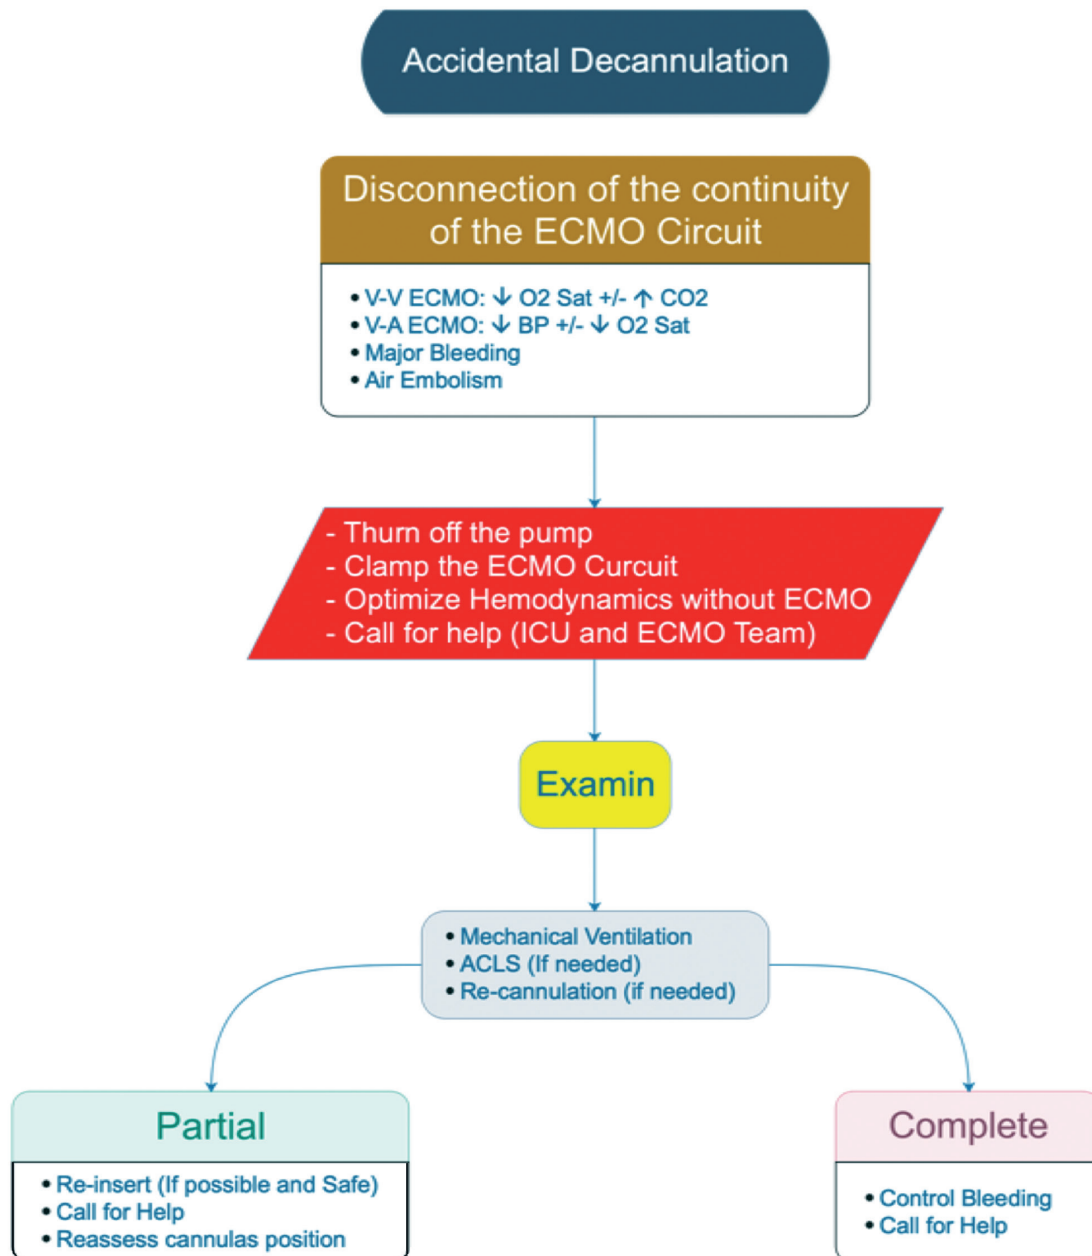 Accidental Decannulation
Disconnection of the continuity
of the ECMO Circuit
• V-V ECMO: ↓ O2 Sat +/- ↑ CO2
• V-A ECMO: ↓ BP +/- ↓ O2 Sat
• Major Bleeding
• Air Embolism
- Thurn off the pump
- Clamp the ECMO Curcuit
- Optimize Hemodynamics without ECMO
- Call for help (ICU and ECMO Team)
Examin
• Mechanical Ventilation
• ACLS (If needed)
• Re-cannulation (if needed)
Partial
• Re-insert (If possible and Safe)
• Call for Help
• Reassess cannulas position
Complete
• Control Bleeding
• Call for Help